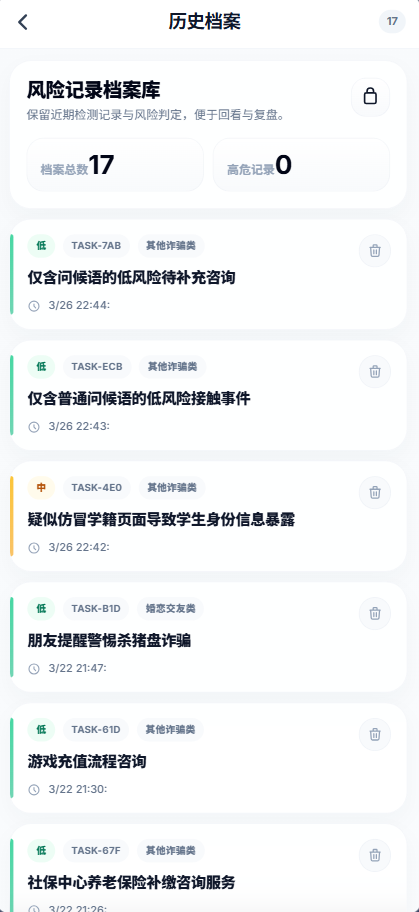 历史档案
17
风险记录档案库
保留近期检测记录与风险判定，便于回看与复盘。
档案总数17
高危记录0
低 TASK-7AB 其他诈骗类
仅含问候语的低风险待补充咨询
3/26 22:44:
低 TASK-ECB 其他诈骗类
仅含普通问候语的低风险接触事件
3/26 22:43:
中 TASK-4E0 其他诈骗类
疑似仿冒学籍页面导致学生身份信息暴露
3/26 22:42:
低 TASK-B1D 婚恋交友类
朋友提醒警惕杀猪盘诈骗
3/22 21:47:
低 TASK-61D 其他诈骗类
游戏充值流程咨询
3/22 21:30:
低 TASK-67F 其他诈骗类
社保中心养老保险补缴咨询服务
3/22 21:26: